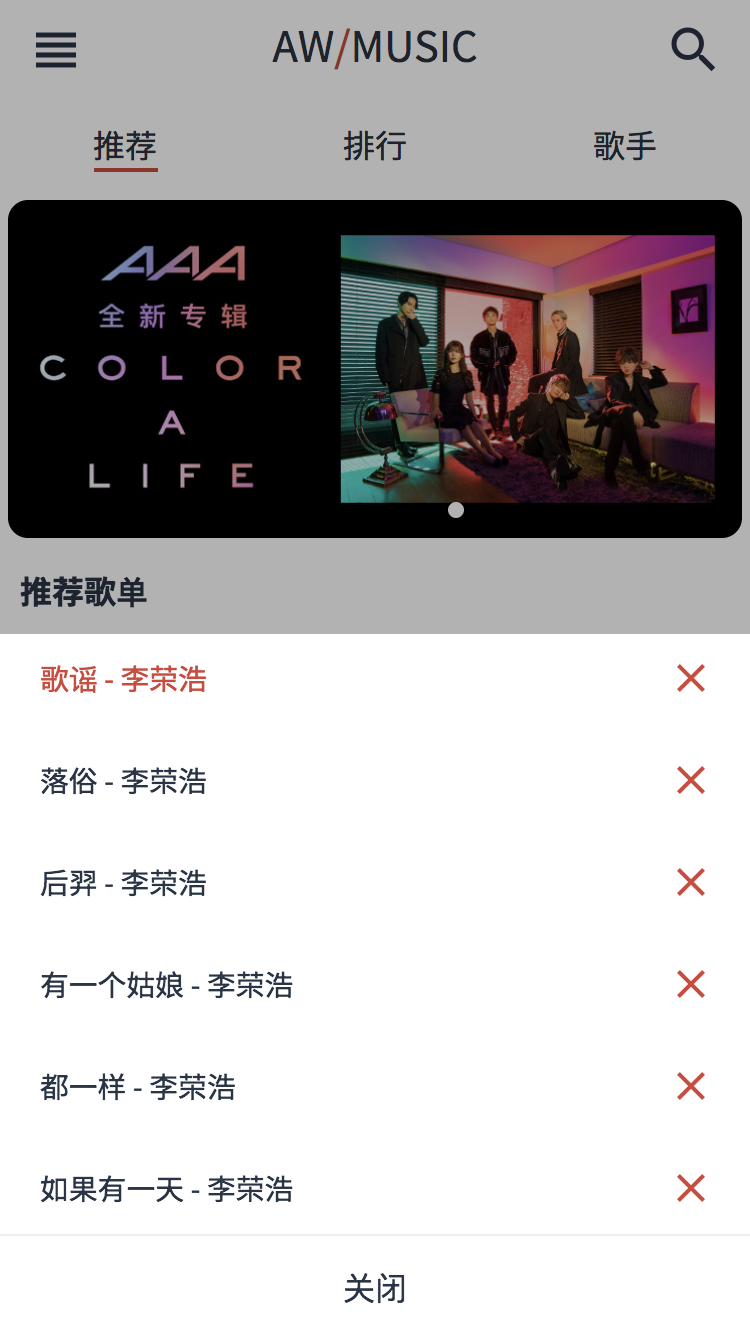 AW/MUSIC
推荐
排行
歌手
AAA
全新专辑
COLOR
A
LIFE
推荐歌单
歌谣 - 李荣浩
落俗 - 李荣浩
后羿 - 李荣浩
有一个姑娘 - 李荣浩
都一样 - 李荣浩
如果有一天 - 李荣浩
关闭